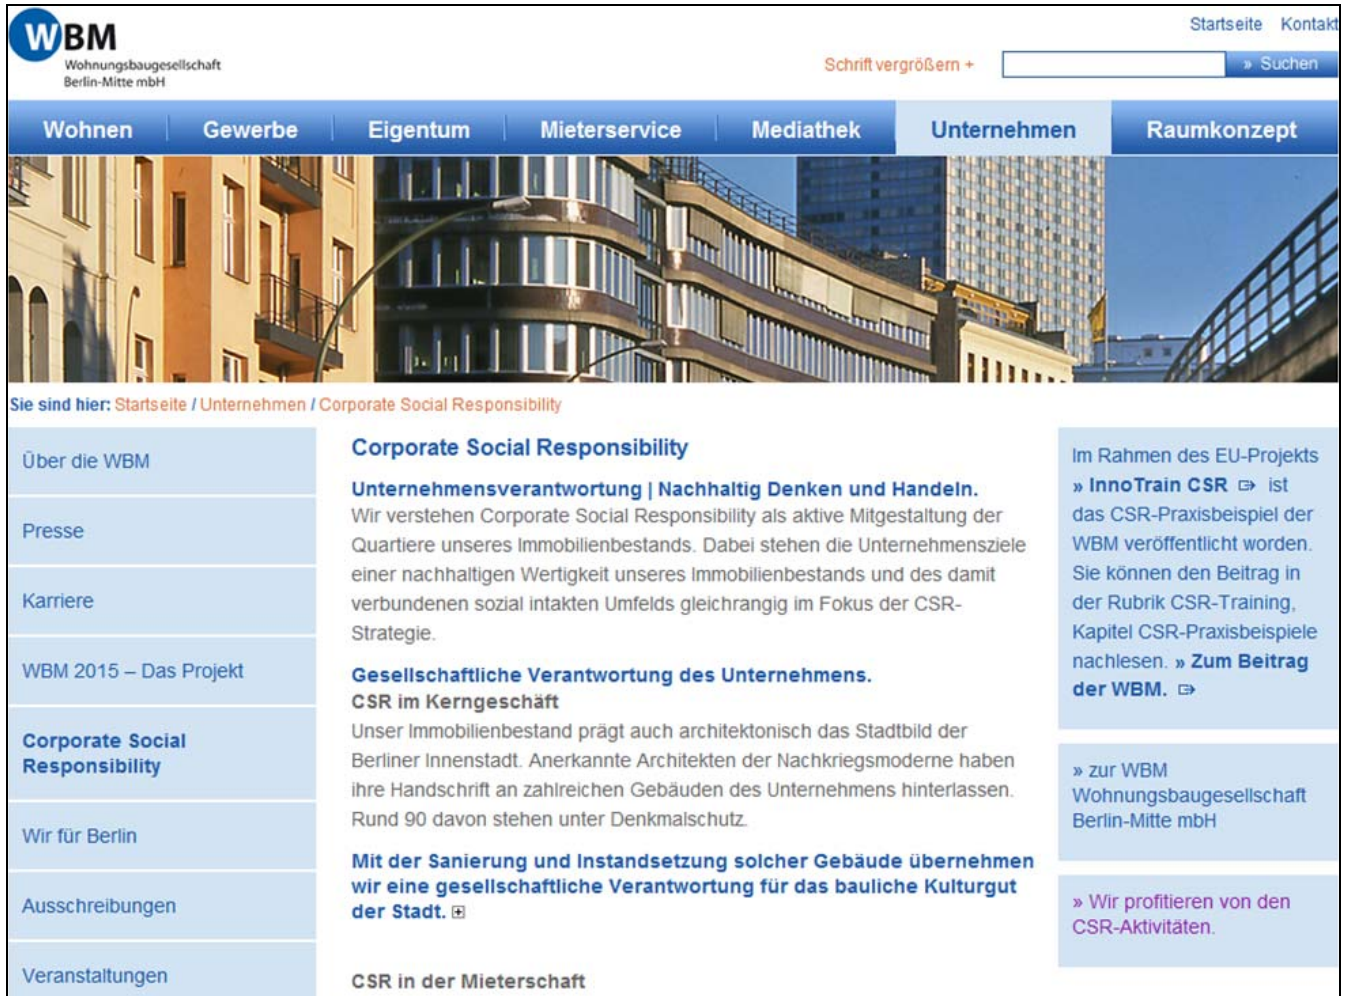 WBM
Wohnungsbaugesellschaft
Berlin-Mitte mbH
Startseite Kontakt
Schrift vergrößern +
» Suchen
Wohnen Gewerbe Eigentum Mieterservice Mediathek Unternehmen Raumkonzept
Sie sind hier: Startseite / Unternehmen / Corporate Social Responsibility
Über die WBM
Presse
Karriere
WBM 2015 – Das Projekt
Corporate Social
Responsibility
Wir für Berlin
Ausschreibungen
Veranstaltungen
Corporate Social Responsibility
Unternehmensverantwortung | Nachhaltig Denken und Handeln.
Wir verstehen Corporate Social Responsibility als aktive Mitgestaltung der
Quartiere unseres Immobilienbestands. Dabei stehen die Unternehmensziele
einer nachhaltigen Wertigkeit unseres Immobilienbestands und des damit
verbundenen sozial intakten Umfelds gleichrangig im Fokus der CSR-
Strategie.
Gesellschaftliche Verantwortung des Unternehmens.
CSR im Kerngeschäft
Unser Immobilienbestand prägt auch architektonisch das Stadtbild der
Berliner Innenstadt. Anerkannte Architekten der Nachkriegsmoderne haben
ihre Handschrift an zahlreichen Gebäuden des Unternehmens hinterlassen.
Rund 90 davon stehen unter Denkmalschutz.
Mit der Sanierung und Instandsetzung solcher Gebäude übernehmen
wir eine gesellschaftliche Verantwortung für das bauliche Kulturgut
der Stadt.
CSR in der Mieterschaft
Im Rahmen des EU-Projekts
» InnoTrain CSR ist
das CSR-Praxisbeispiel der
WBM veröffentlicht worden.
Sie können den Beitrag in
der Rubrik CSR-Training,
Kapitel CSR-Praxisbeispiele
nachlesen. » Zum Beitrag
der WBM.
» zur WBM
Wohnungsbaugesellschaft
Berlin-Mitte mbH
» Wir profitieren von den
CSR-Aktivitäten.